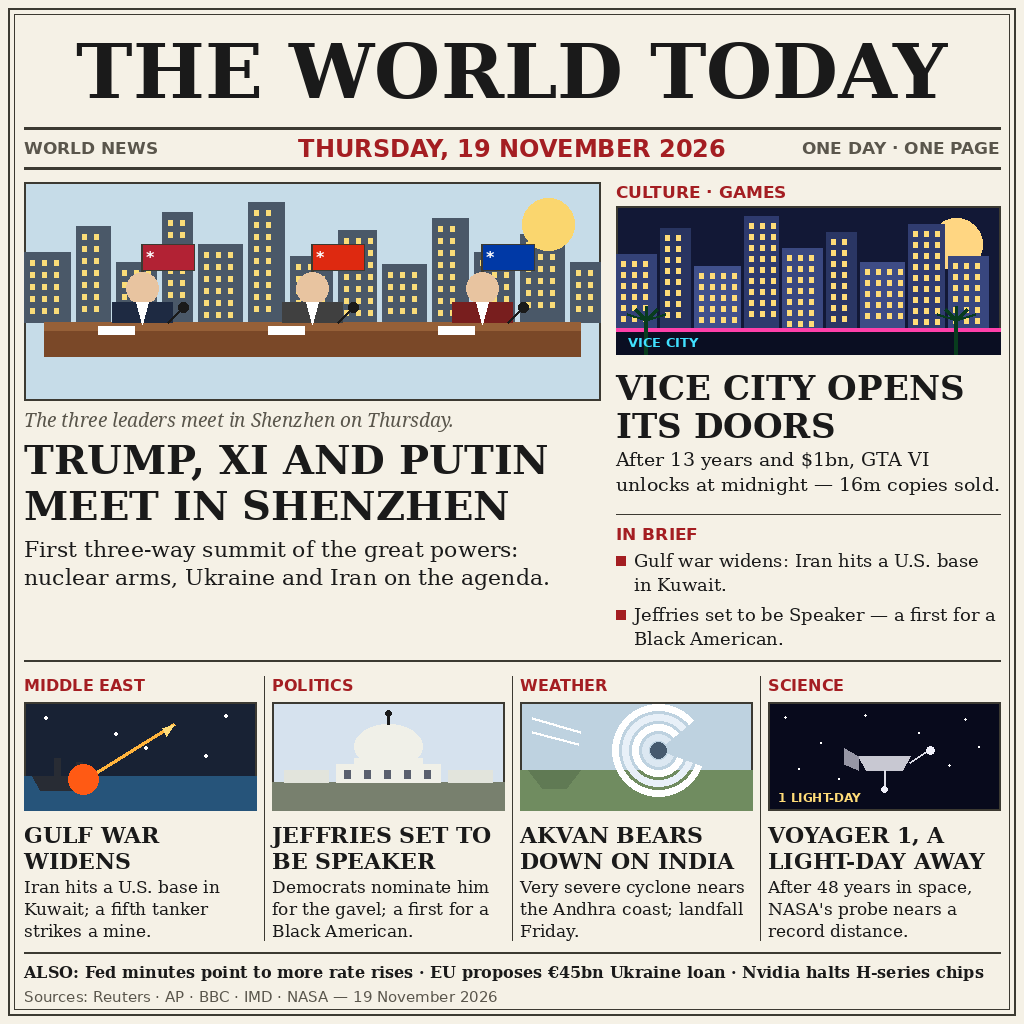 THE WORLD TODAY
WORLD NEWS
THURSDAY, 19 NOVEMBER 2026
ONE DAY · ONE PAGE
*
*
*
The three leaders meet in Shenzhen on Thursday.
TRUMP, XI AND PUTIN
MEET IN SHENZHEN
First three-way summit of the great powers:
nuclear arms, Ukraine and Iran on the agenda.
CULTURE · GAMES
VICE CITY
VICE CITY OPENS
ITS DOORS
After 13 years and $1bn, GTA VI
unlocks at midnight — 16m copies sold.
IN BRIEF
Gulf war widens: Iran hits a U.S. base
in Kuwait.
Jeffries set to be Speaker — a first for a
Black American.
MIDDLE EAST
GULF WAR
WIDENS
Iran hits a U.S. base in
Kuwait; a fifth tanker
strikes a mine.
POLITICS
JEFFRIES SET TO
BE SPEAKER
Democrats nominate him
for the gavel; a first for a
Black American.
WEATHER
AKVAN BEARS
DOWN ON INDIA
Very severe cyclone nears
the Andhra coast; landfall
Friday.
SCIENCE
1 LIGHT-DAY
VOYAGER 1, A
LIGHT-DAY AWAY
After 48 years in space,
NASA's probe nears a
record distance.
ALSO: Fed minutes point to more rate rises · EU proposes €45bn Ukraine loan · Nvidia halts H-series chips
Sources: Reuters · AP · BBC · IMD · NASA — 19 November 2026